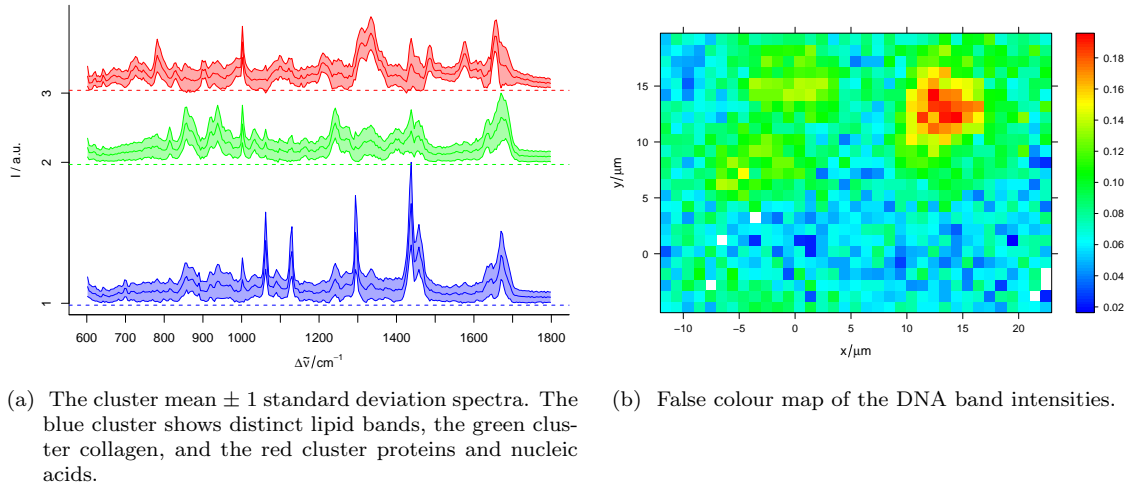 I / a.u.
3
2
1
600 700 800 1000 1200 1400 1600 1800
Δν̃/cm⁻¹
y/μm
15
10
5
0
−10 −5 0 5 10 15 20
x/μm
0.18
0.16
0.14
0.12
0.10
0.08
0.06
0.04
0.02
(a) The cluster mean ± 1 standard deviation spectra. The
blue cluster shows distinct lipid bands, the green clus-
ter collagen, and the red cluster proteins and nucleic
acids.
(b) False colour map of the DNA band intensities.